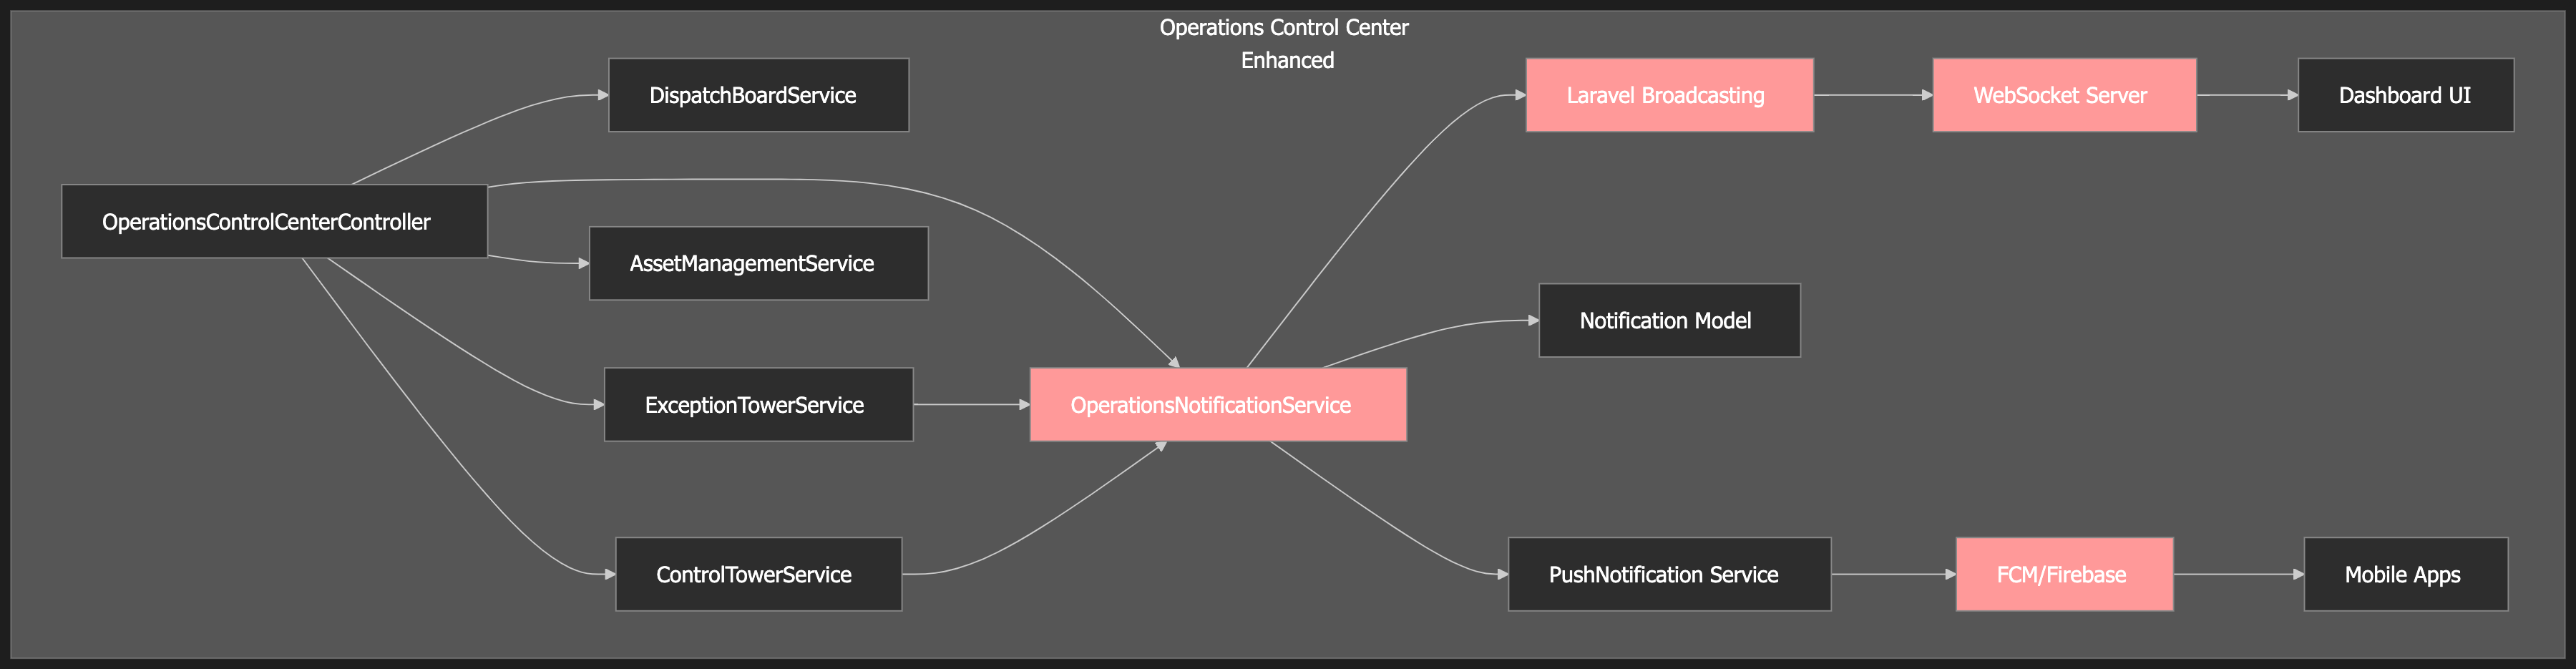 Operations Control Center
Enhanced
DispatchBoardService
Laravel Broadcasting
WebSocket Server
Dashboard UI
OperationsControlCenterController
AssetManagementService
Notification Model
ExceptionTowerService
OperationsNotificationService
ControlTowerService
PushNotification Service
FCM/Firebase
Mobile Apps